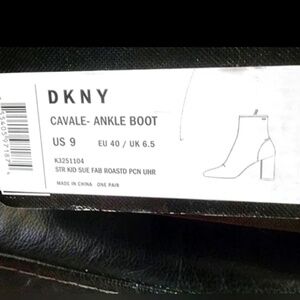 DKNY
CAVALE- ANKLE BOOT
US 9 EU 40 / UK 6.5
K3251104
STR KID SUE FAB ROASTD PCN UHR
MADE IN CHINA ONE PAIR